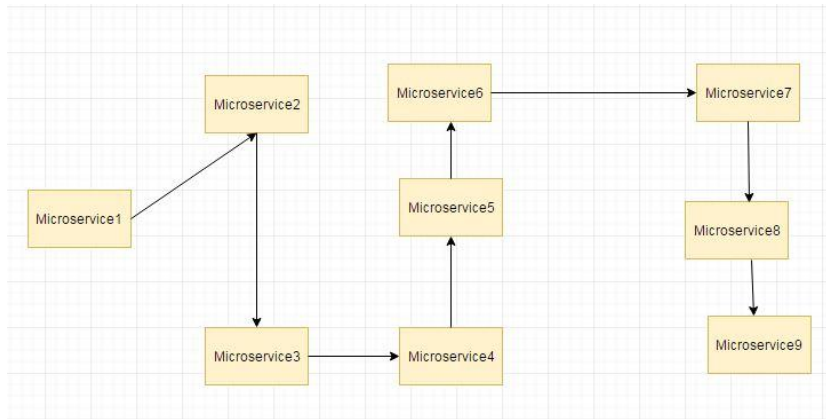 Microservice1
Microservice2
Microservice3
Microservice4
Microservice5
Microservice6
Microservice7
Microservice8
Microservice9